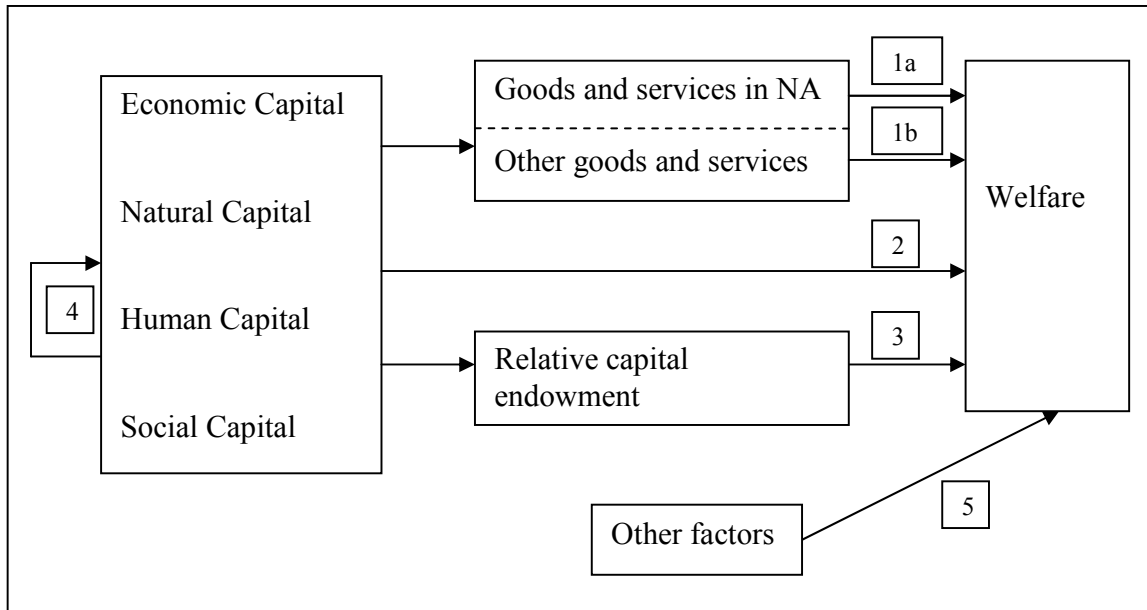 Economic Capital
Natural Capital
Human Capital
Social Capital
4
Goods and services in NA
Other goods and services
1a
1b
2
Relative capital
endowment
3
Welfare
Other factors
5